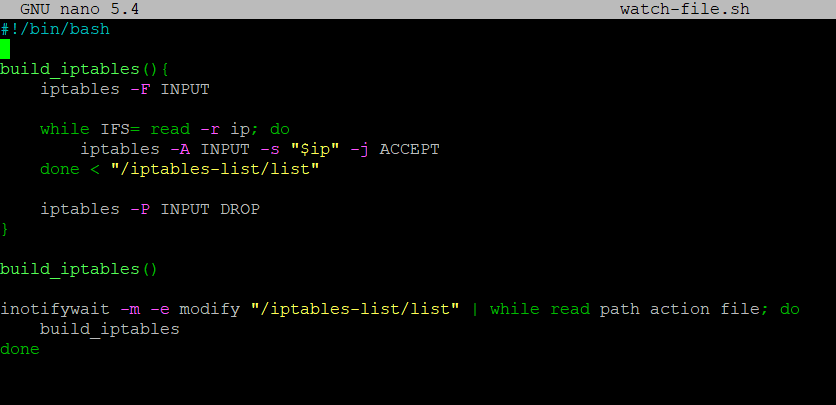 GNU nano 5.4 watch-file.sh
#!/bin/bash
build_iptables(){
iptables -F INPUT
while IFS= read -r ip; do
iptables -A INPUT -s "$ip" -j ACCEPT
done < "/iptables-list/list"
iptables -P INPUT DROP
}
build_iptables()
inotifywait -m -e modify "/iptables-list/list" | while read path action file; do
build_iptables
done